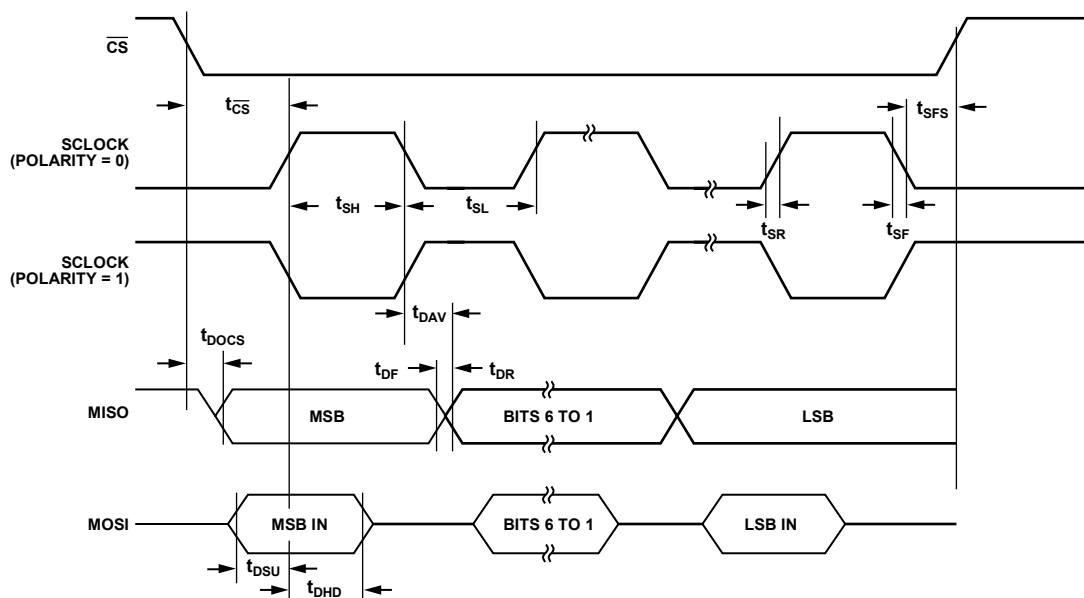 CS
tCS
tSFS
SCLOCK
(POLARITY = 0)
tSH
tSL
tSR
tSF
SCLOCK
(POLARITY = 1)
tDAV
tDOCS
tDF
tDR
MISO
MSB
BITS 6 TO 1
LSB
MOSI
MSB IN
BITS 6 TO 1
LSB IN
tDSU
tDHD